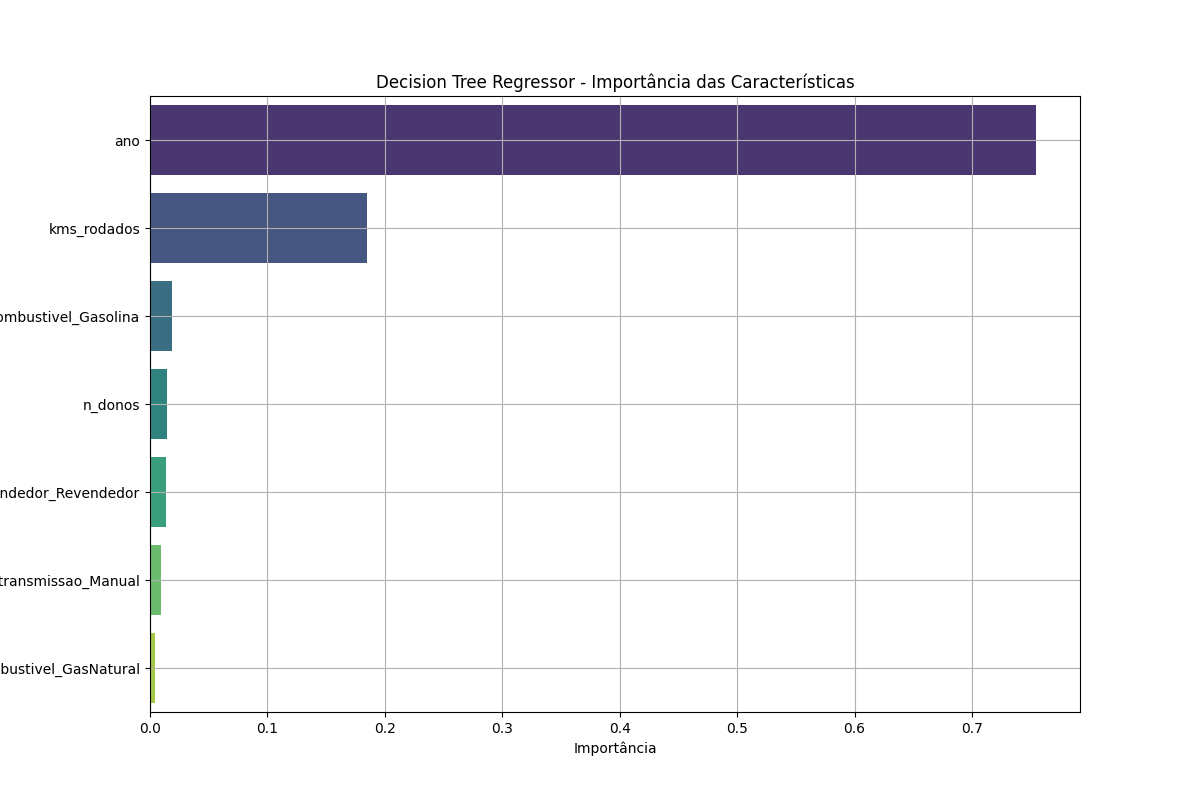 Decision Tree Regressor - Importância das Características
ano
kms_rodados
ombustivel_Gasolina
n_donos
ndedor_Revendedor
transmissao_Manual
bustivel_GasNatural
0.0 0.1 0.2 0.3 0.4 0.5 0.6 0.7
Importância